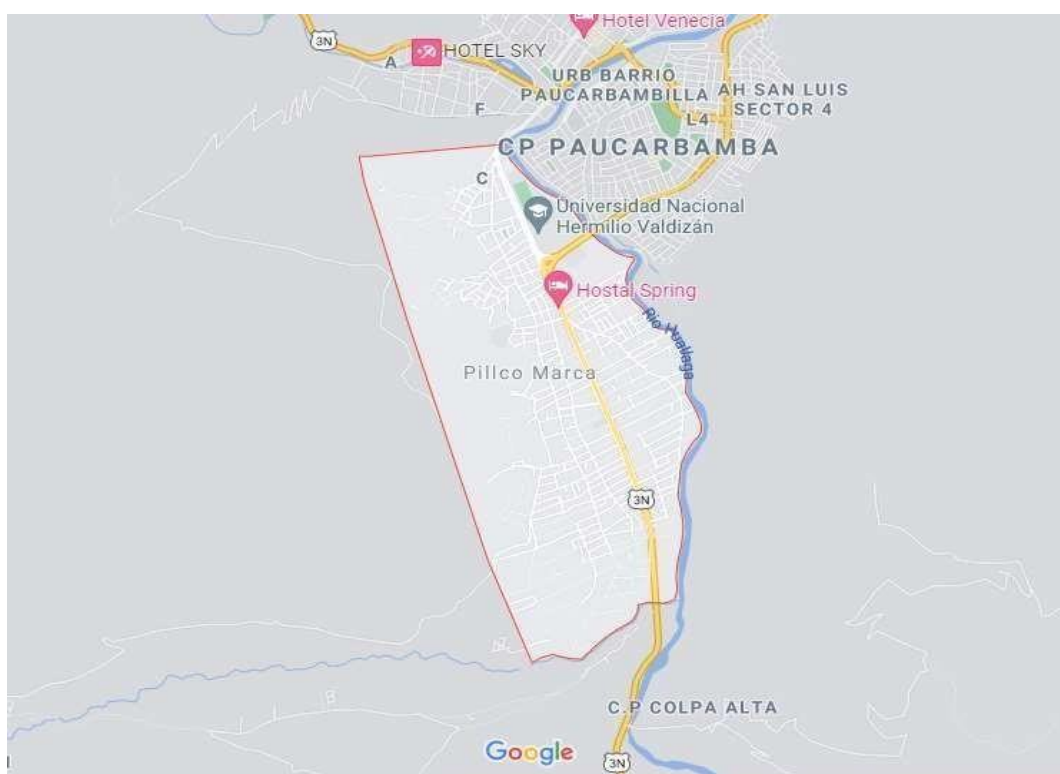 Hotel Venecia
3N
HOTEL SKY
A
URB BARRIO
PAUCARBAMBILLA
AH SAN LUIS
SECTOR 4
F
L4
CP PAUCARBAMBA
C
Universidad Nacional
Hermilio Valdizán
Hostal Spring
Rio Huallaga
Pillco Marca
3N
C.P COLPA ALTA
Google
3N